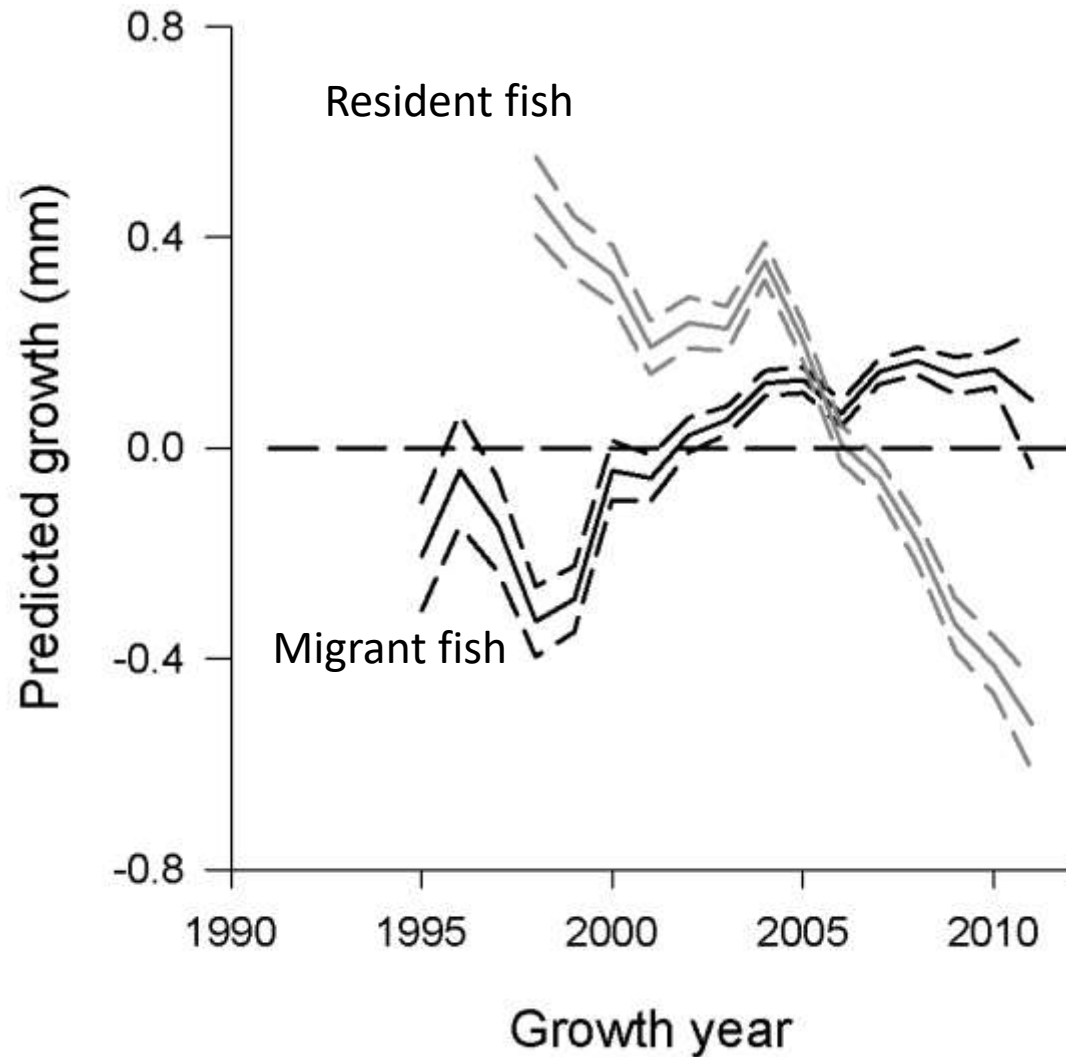 0.8
Resident fish
0.4
Predicted growth (mm)
0.0
Migrant fish
-0.4
-0.8
1990 1995 2000 2005 2010
Growth year